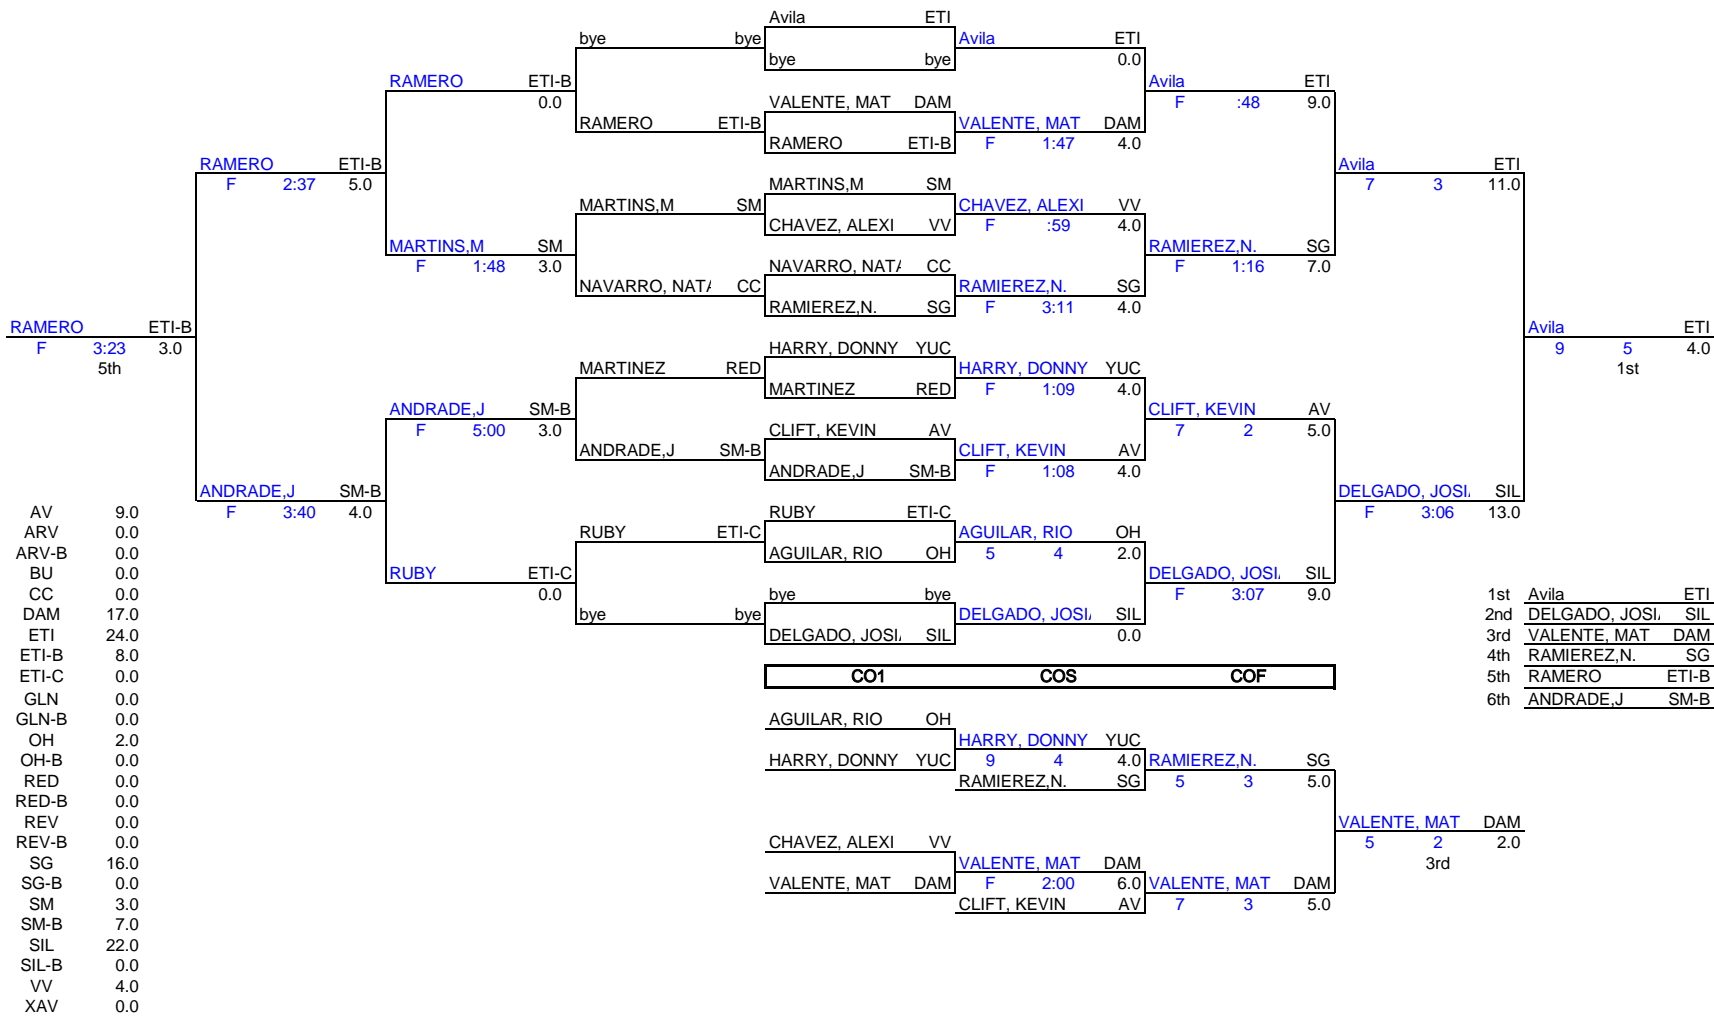 Avila ETI
bye bye Avila ETI
bye bye 0.0
RAMERO ETI-B Avila ETI
0.0 VALENTE, MAT DAM F :48 9.0
RAMERO ETI-B VALENTE, MAT DAM
RAMERO ETI-B F 1:47 4.0
RAMERO ETI-B Avila ETI
F 2:37 5.0 MARTINS,M SM 7 3 11.0
MARTINS,M SM CHAVEZ, ALEXI VV
CHAVEZ, ALEXI VV F :59 4.0
MARTINS,M SM RAMIEREZ,N. SG
F 1:48 3.0 NAVARRO, NATA CC F 1:16 7.0
NAVARRO, NATA CC RAMIEREZ,N. SG
RAMIEREZ,N. SG F 3:11 4.0
RAMERO ETI-B Avila ETI
F 3:23 3.0 HARRY, DONNY YUC 9 5 4.0
5th MARTINEZ RED HARRY, DONNY YUC 1st
MARTINEZ RED F 1:09 4.0
ANDRADE,J SM-B CLIFT, KEVIN AV
F 5:00 3.0 CLIFT, KEVIN AV 7 2 5.0
ANDRADE,J SM-B CLIFT, KEVIN AV
ANDRADE,J SM-B F 1:08 4.0
ANDRADE,J SM-B DELGADO, JOSI SIL
AV 9.0 F 3:40 4.0 RUBY ETI-C F 3:06 13.0
ARV 0.0 RUBY ETI-C AGUILAR, RIO OH
ARV-B 0.0 AGUILAR, RIO OH 5 4 2.0
BU 0.0 RUBY ETI-C DELGADO, JOSI SIL
CC 0.0 0.0 bye bye F 3:07 9.0 1st Avila ETI
DAM 17.0 bye bye DELGADO, JOSI SIL 2nd DELGADO, JOSI SIL
ETI 24.0 DELGADO, JOSI SIL 0.0 3rd VALENTE, MAT DAM
ETI-B 8.0 4th RAMIEREZ,N. SG
ETI-C 0.0 CO1 COS COF 5th RAMERO ETI-B
GLN 0.0 6th ANDRADE,J SM-B
GLN-B 0.0 AGUILAR, RIO OH
OH 2.0 HARRY, DONNY YUC
OH-B 0.0 HARRY, DONNY YUC 9 4 4.0 RAMIEREZ,N. SG
RED 0.0 RAMIEREZ,N. SG 5 3 5.0
RED-B 0.0
REV 0.0 VALENTE, MAT DAM
REV-B 0.0 CHAVEZ, ALEXI VV 5 2 2.0
SG 16.0 VALENTE, MAT DAM 3rd
SG-B 0.0 VALENTE, MAT DAM F 2:00 6.0 VALENTE, MAT DAM
SM 3.0 CLIFT, KEVIN AV 7 3 5.0
SM-B 7.0
SIL 22.0
SIL-B 0.0
VV 4.0
XAV 0.0